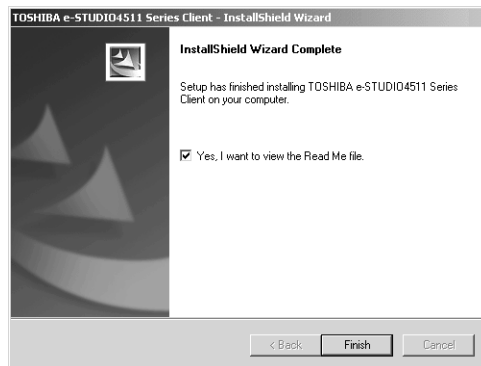 TOSHIBA e-STUDIO4511 Series Client - InstallShield Wizard
InstallShield Wizard Complete
Setup has finished installing TOSHIBA e-STUDIO4511 Series
Client on your computer.
Yes, I want to view the Read Me file.
< Back
Finish
Cancel